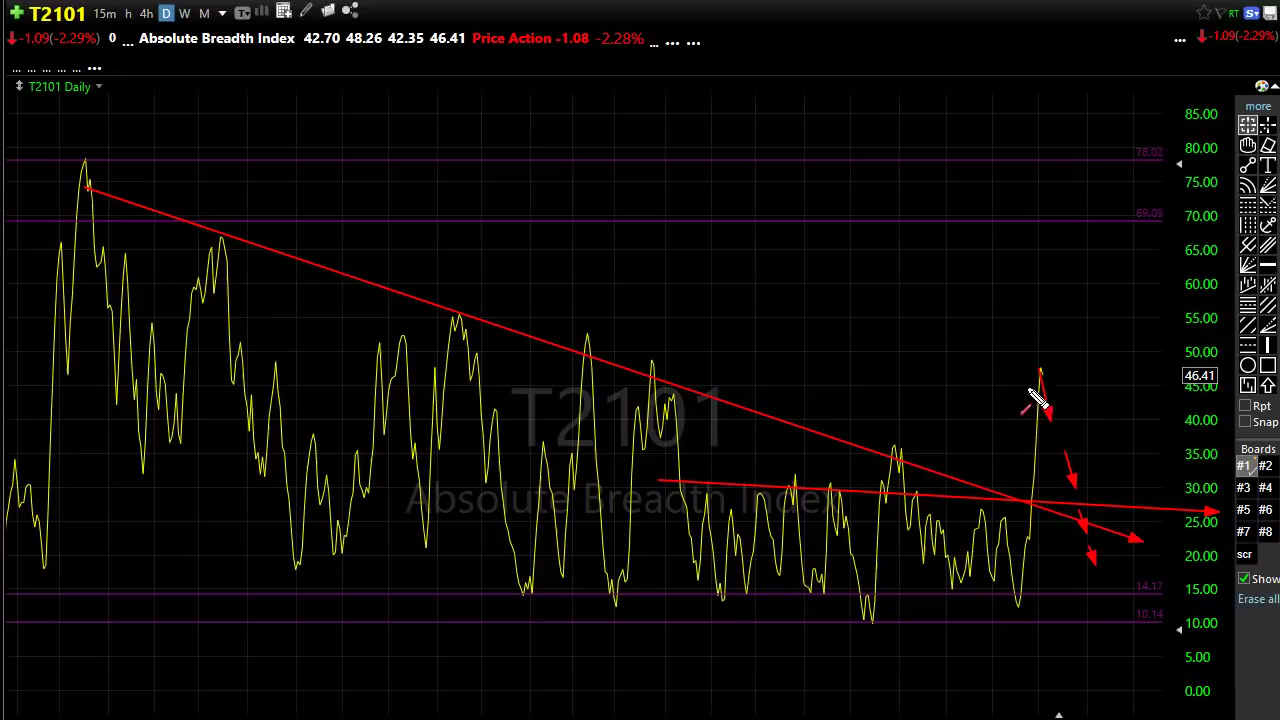 T2101 15m h 4h D W M T RT S
-1.09(-2.29%) 0 ... Absolute Breadth Index 42.70 48.26 42.35 46.41 Price Action -1.08 -2.28% ... ... ... ... -1.09(-2.29%)
... ... ... ... ... ...
T2101 Daily
more
85.00
80.00
78.02
75.00
70.00
69.09
65.00
60.00
55.00
50.00
46.41
45.00
T2101
40.00
35.00
30.00
Absolute Breadth Index
25.00
20.00
15.00
14.17
10.14
10.00
5.00
0.00
T
Rpt
Snap
Boards
#1 #2
#3 #4
#5 #6
#7 #8
scr
Show
Erase all